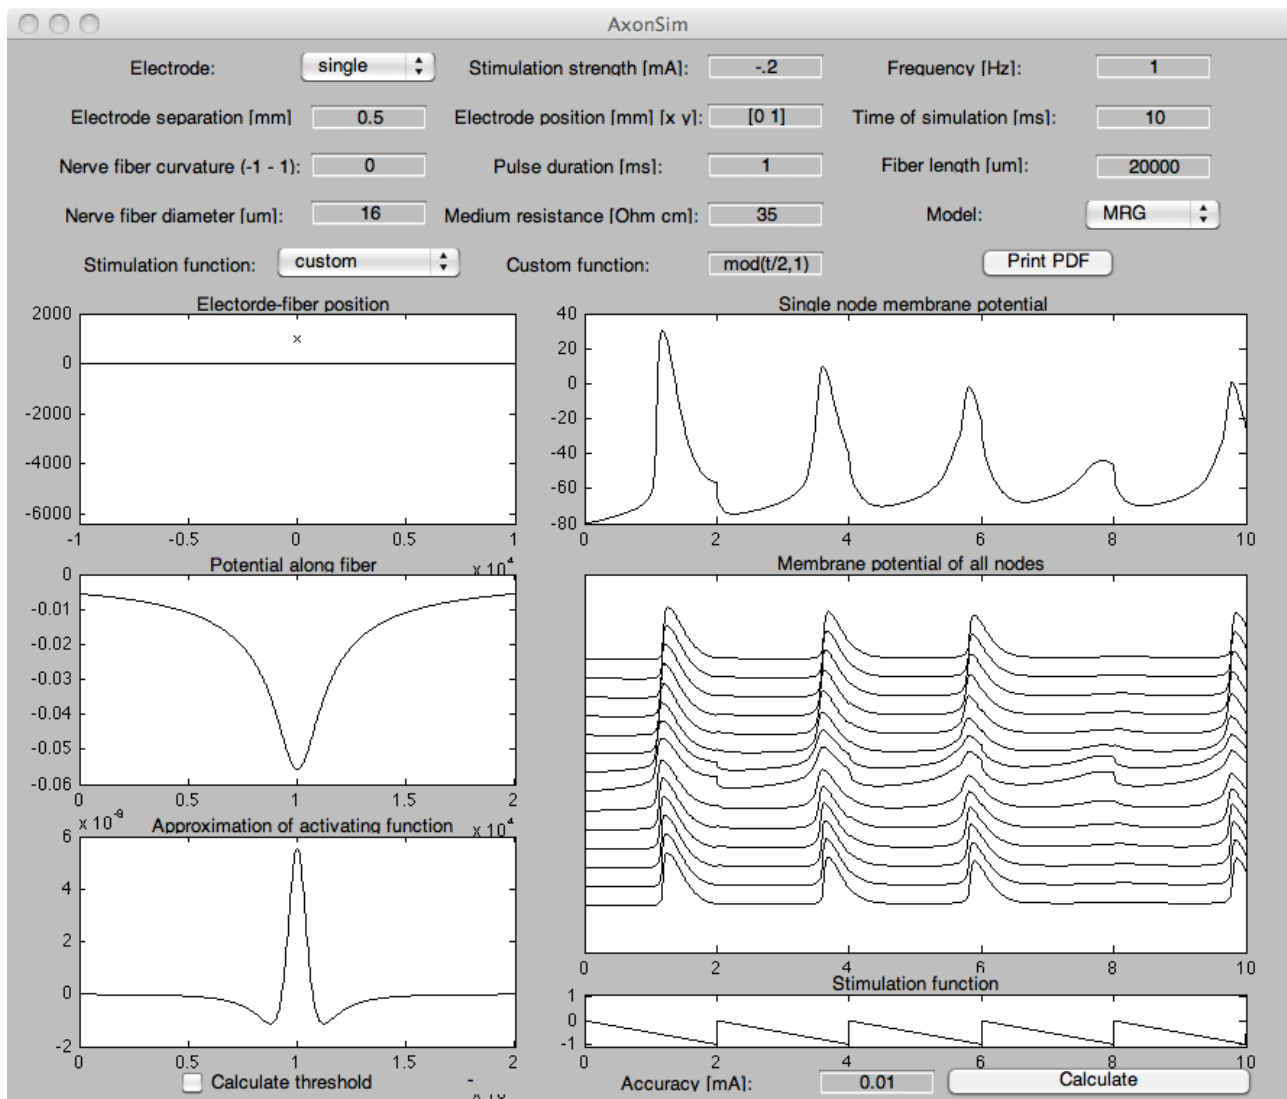 AxonSim
Electrode: single Stimulation strength [mA]: -.2 Frequency [Hz]: 1
Electrode separation [mm] 0.5 Electrode position [mm] [x y]: [0 1] Time of simulation [ms]: 10
Nerve fiber curvature (-1 - 1): 0 Pulse duration [ms]: 1 Fiber length [um]: 20000
Nerve fiber diameter [um]: 16 Medium resistance [Ohm cm]: 35 Model: MRG
Stimulation function: custom Custom function: mod(t/2,1) Print PDF
Electorde-fiber position
2000
0
-2000
-4000
-6000
-1 -0.5 0 0.5 1
x 10⁴
Single node membrane potential
40
20
0
-20
-40
-60
-80
0 2 4 6 8 10
Potential along fiber
0
-0.01
-0.02
-0.03
-0.04
-0.05
-0.06
0 0.5 1 1.5 2
x 10⁴
Membrane potential of all nodes
0 2 4 6 8 10
x 10⁻⁹
Approximation of activating function
6
4
2
0
-2
0 0.5 1 1.5 2
Stimulation function
1
0
-1
0 2 4 6 8 10
Calculate threshold Accuracy [mA]: 0.01 Calculate